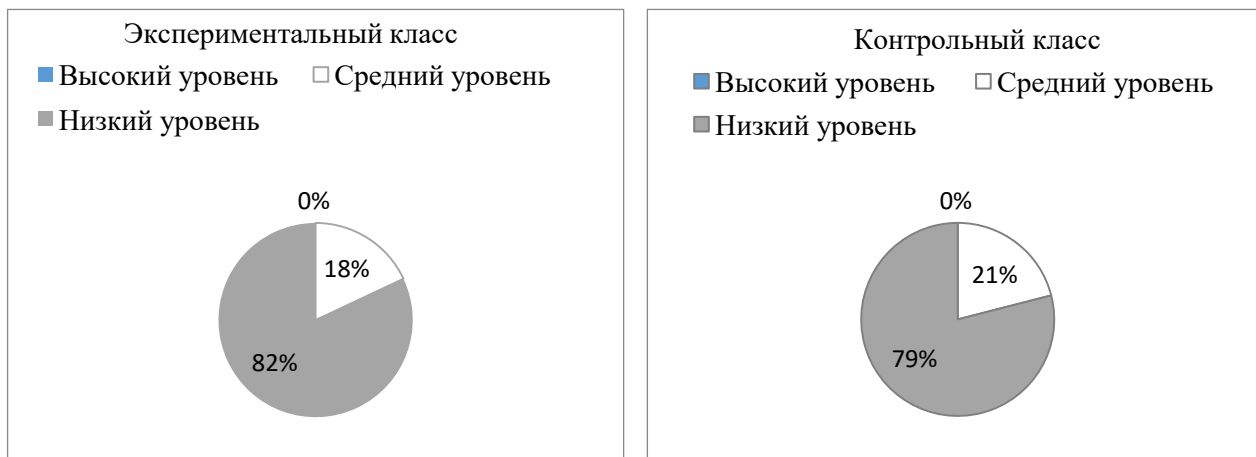 Экспериментальный класс
Высокий уровень Средний уровень
Низкий уровень
0%
18%
82%
Контрольный класс
Высокий уровень Средний уровень
Низкий уровень
0%
21%
79%